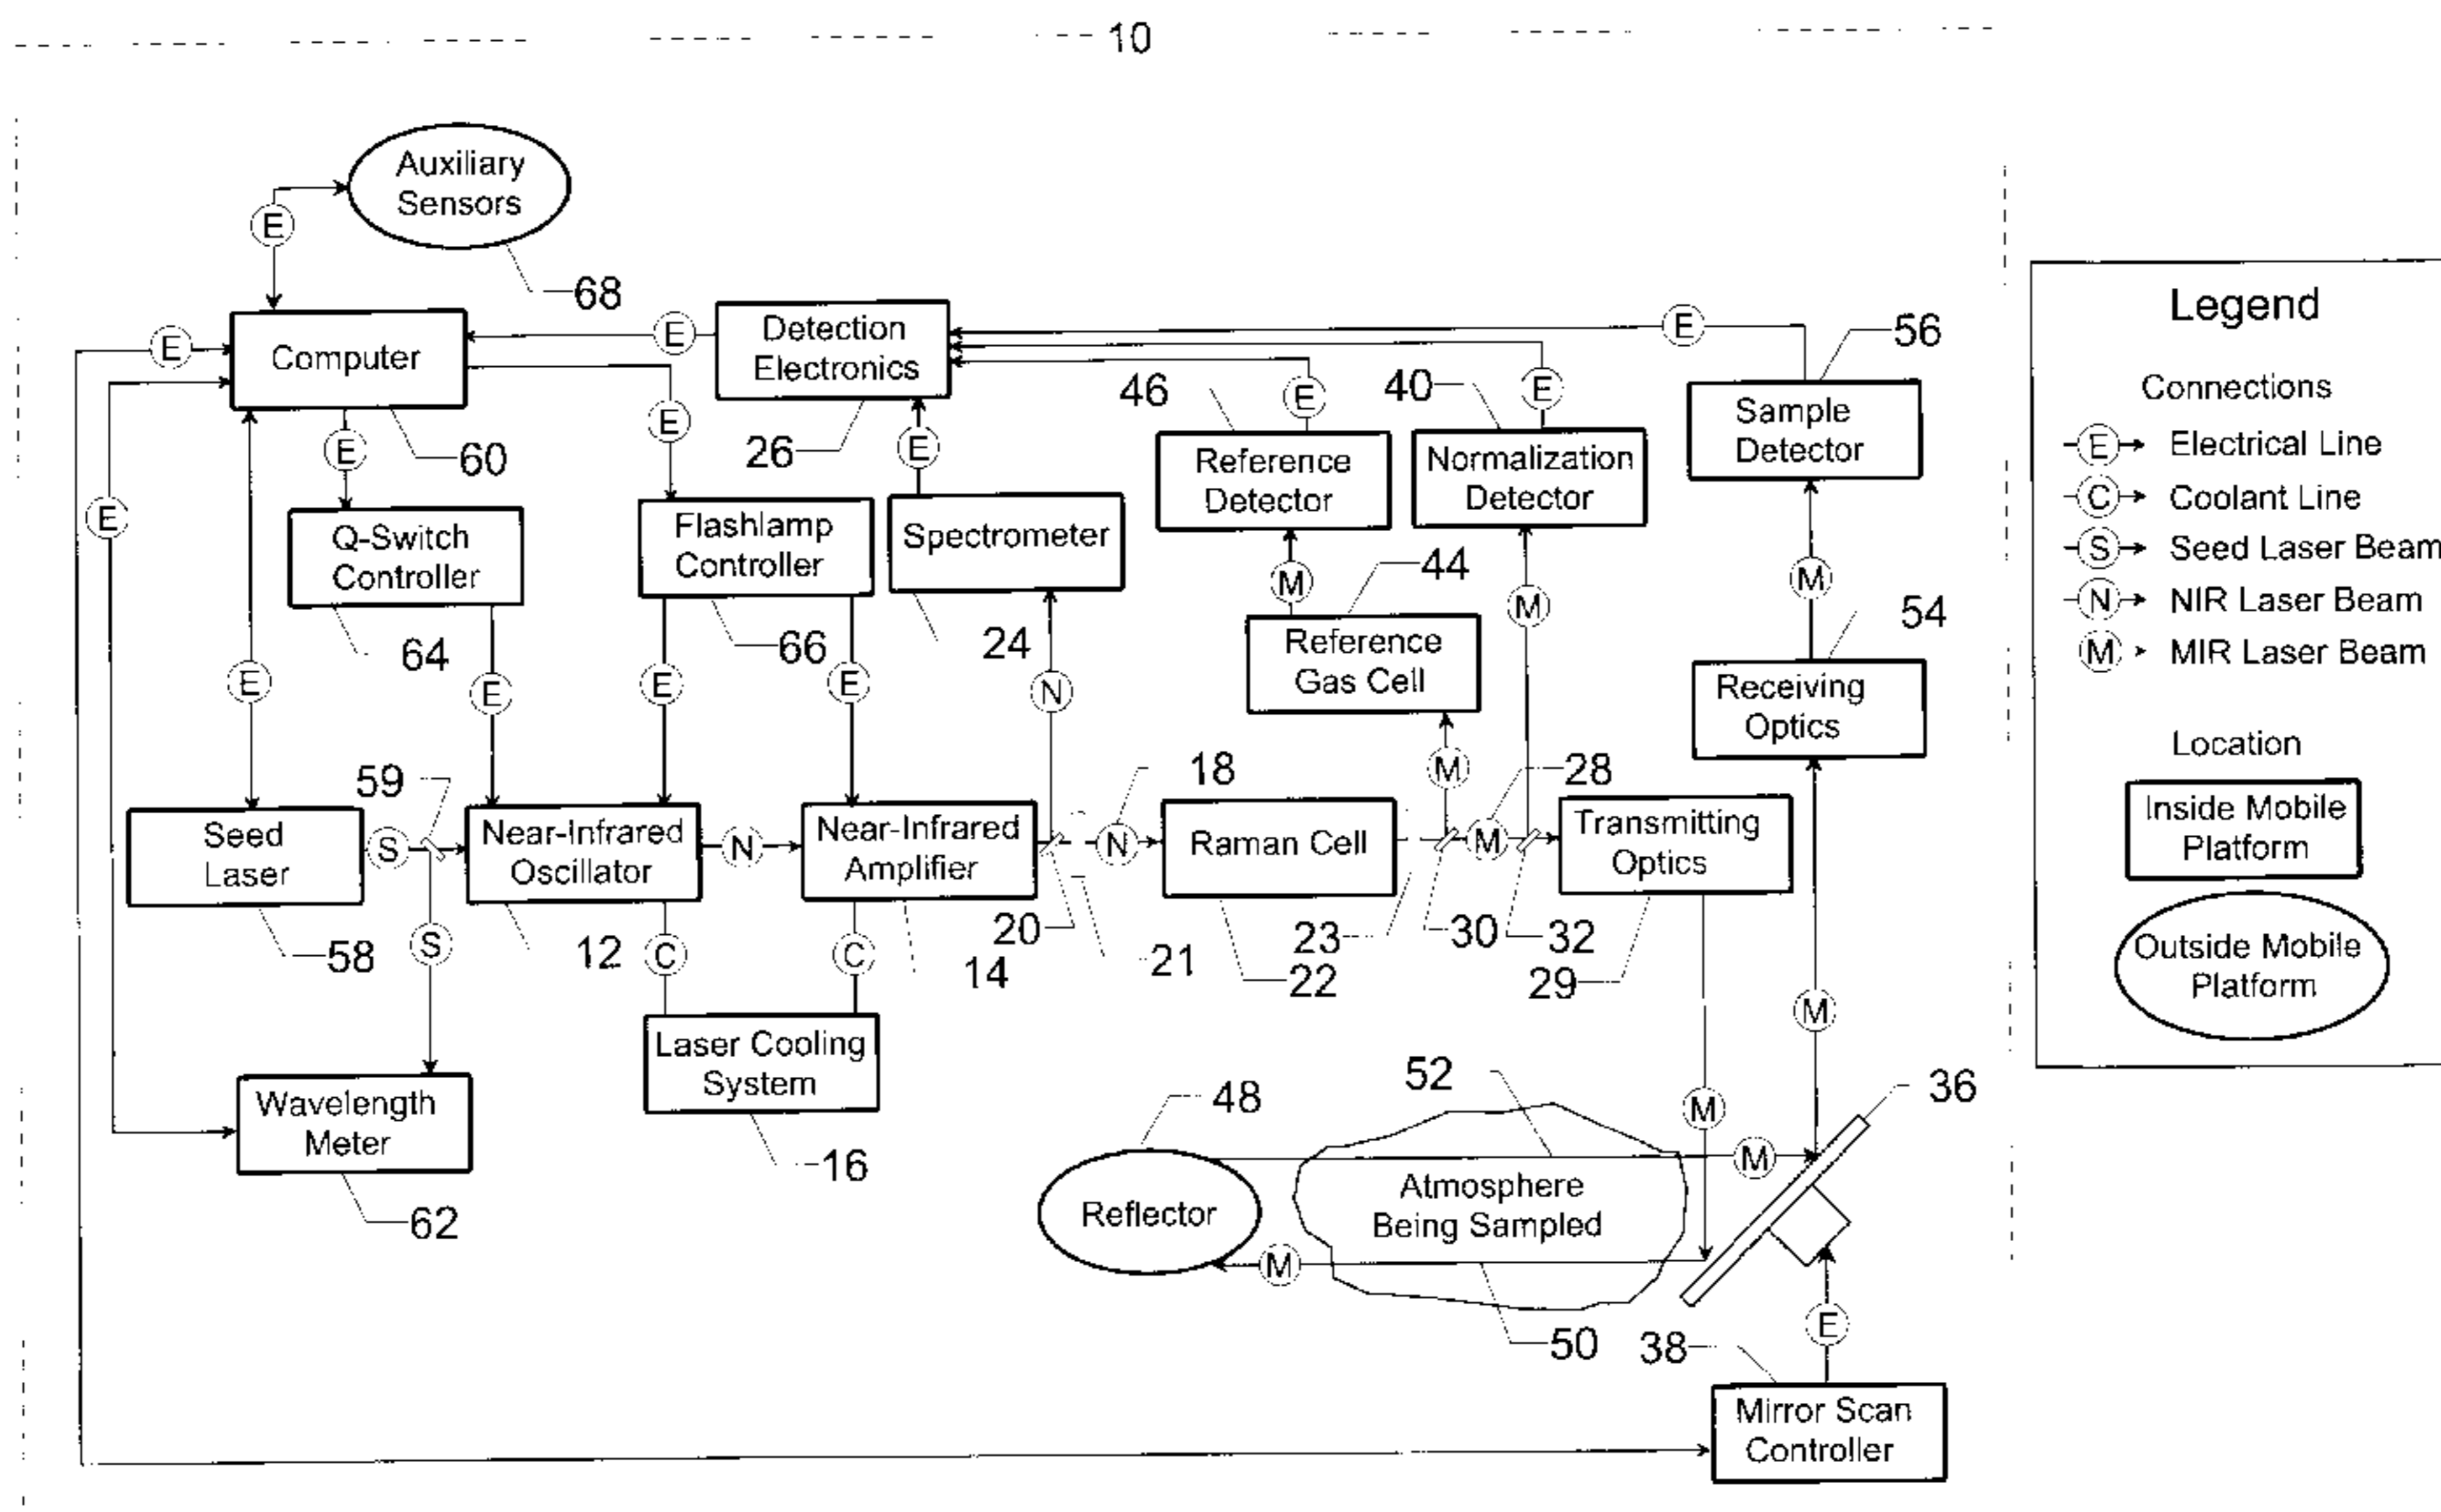 10
Auxiliary
Sensors
68
E
Computer
60
E
E
E
E
Detection
Electronics
26
E
E
E
E
E
46
40
56
Reference
Detector
Normalization
Detector
Sample
Detector
Q-Switch
Controller
64
E
Flashlamp
Controller
66
E
Spectrometer
24
E
E
E
E
N
M
44
M
M
54
Reference
Gas Cell
Receiving
Optics
59
18
M
28
Seed
Laser
58
S
Near-Infrared
Oscillator
12
N
Near-Infrared
Amplifier
14
N
Raman Cell
22
M
Transmitting
Optics
29
20
21
23
30
32
S
C
C
M
Laser Cooling
System
16
Wavelength
Meter
62
52
M
48
36
M
Reflector
Atmosphere
Being Sampled
M
50
38
E
Mirror Scan
Controller
Legend
Connections
E Electrical Line
C Coolant Line
S Seed Laser Beam
N NIR Laser Beam
M MIR Laser Beam
Location
Inside Mobile
Platform
Outside Mobile
Platform